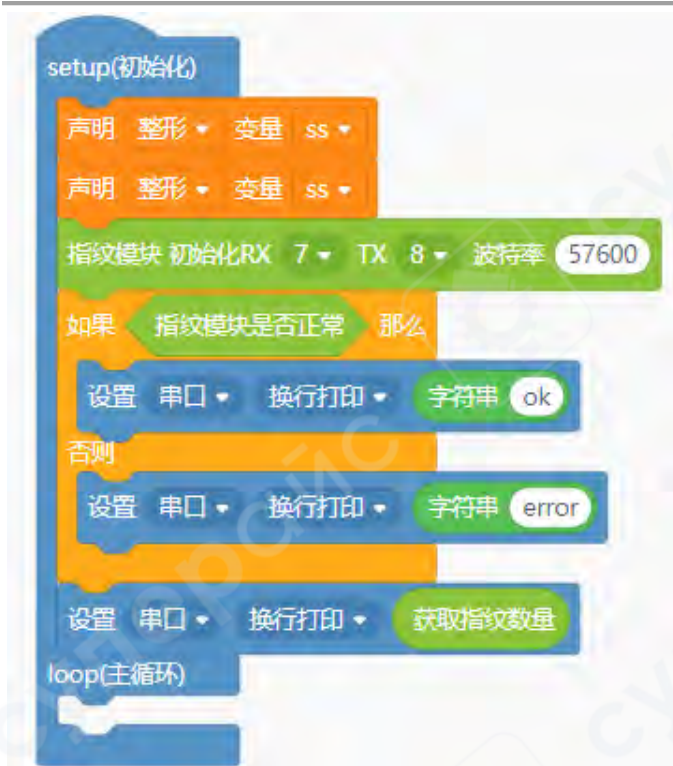 setup(初始化)
声明 整形 变量 ss
声明 整形 变量 ss
指纹模块 初始化RX 7 TX 8 波特率 57600
如果 指纹模块是否正常 那么
设置 串口 换行打印 字符串 ok
否则
设置 串口 换行打印 字符串 error
设置 串口 换行打印 获取指纹数量
loop(主循环)
суперайс